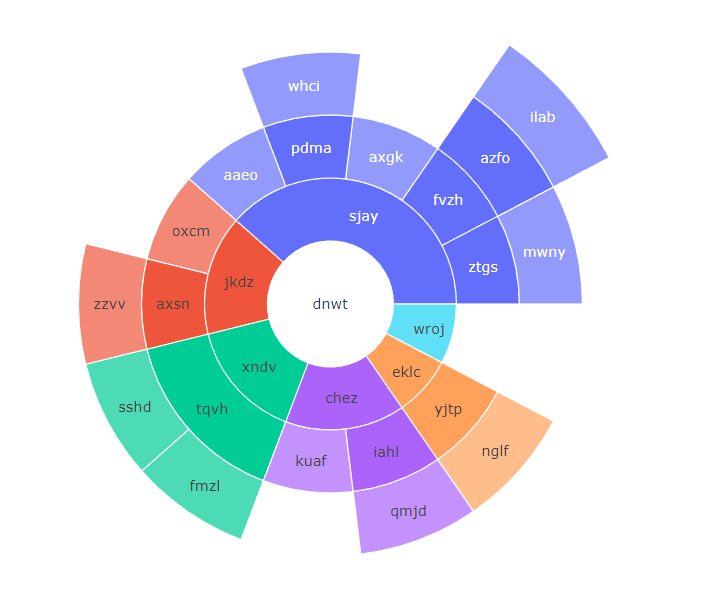 whci
ilab
pdma
axgk
azfo
aaeo
fvzh
sjay
oxcm
mwny
ztgs
jkdz
zzvv
axsn
dnwt
wroj
xndv
eklc
chez
sshd
tqvh
yjtp
iahl
nglf
kuaf
fmzl
qmjd